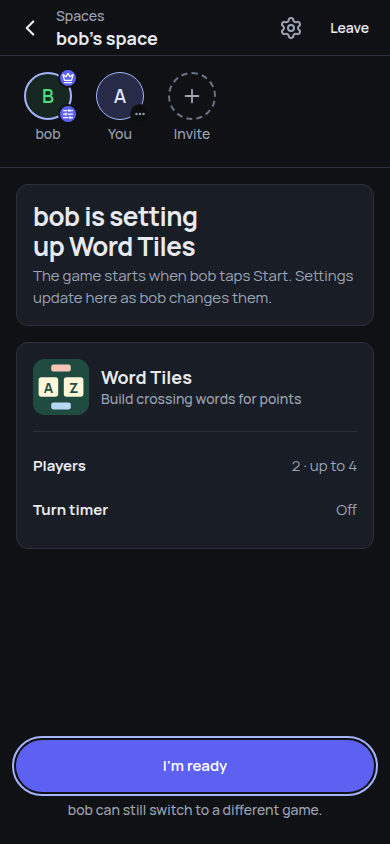 Spaces
bob's space
Leave
B
A
bob
You
Invite
bob is setting
up Word Tiles
The game starts when bob taps Start. Settings
update here as bob changes them.
A Z
Word Tiles
Build crossing words for points
Players
2 · up to 4
Turn timer
Off
I'm ready
bob can still switch to a different game.